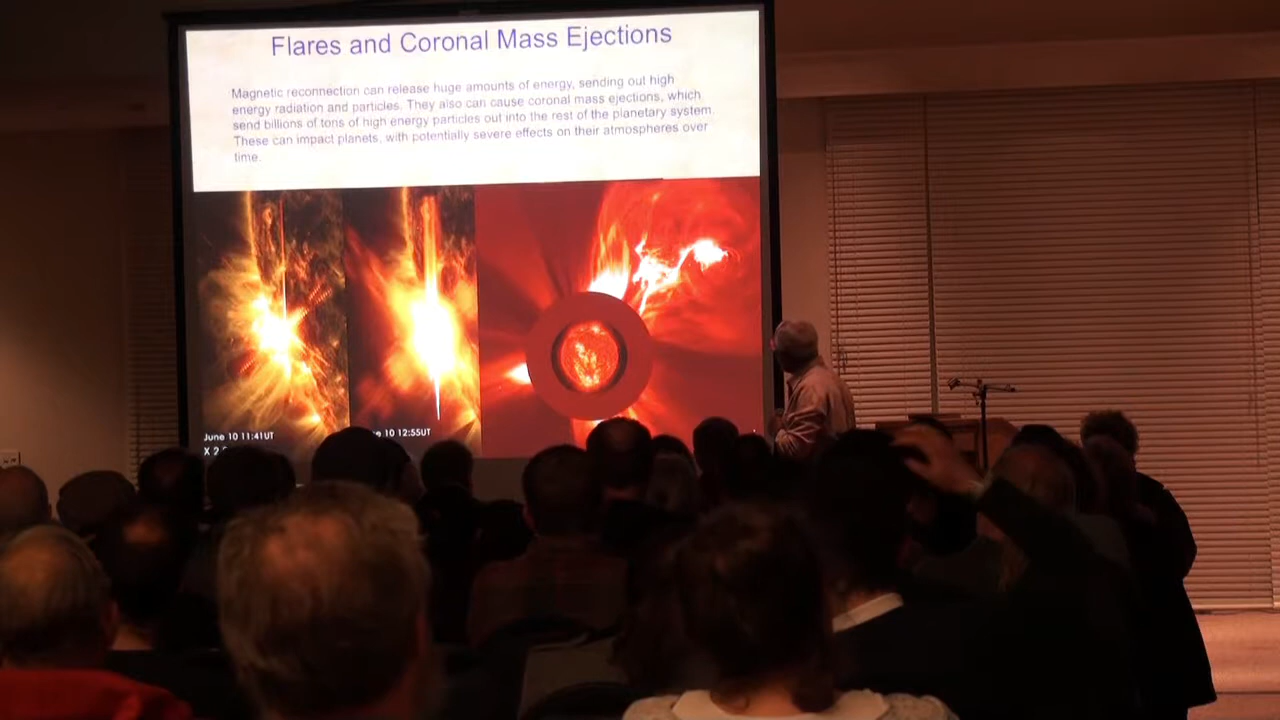 Flares and Coronal Mass Ejections
Magnetic reconnection can release huge amounts of energy, sending out high
energy radiation and particles. They also can cause coronal mass ejections, which
send billions of tons of high energy particles out into the rest of the planetary system.
These can impact planets, with potentially severe effects on their atmospheres over
time.
June 10 11:41UT
10 12:55UT
X 2